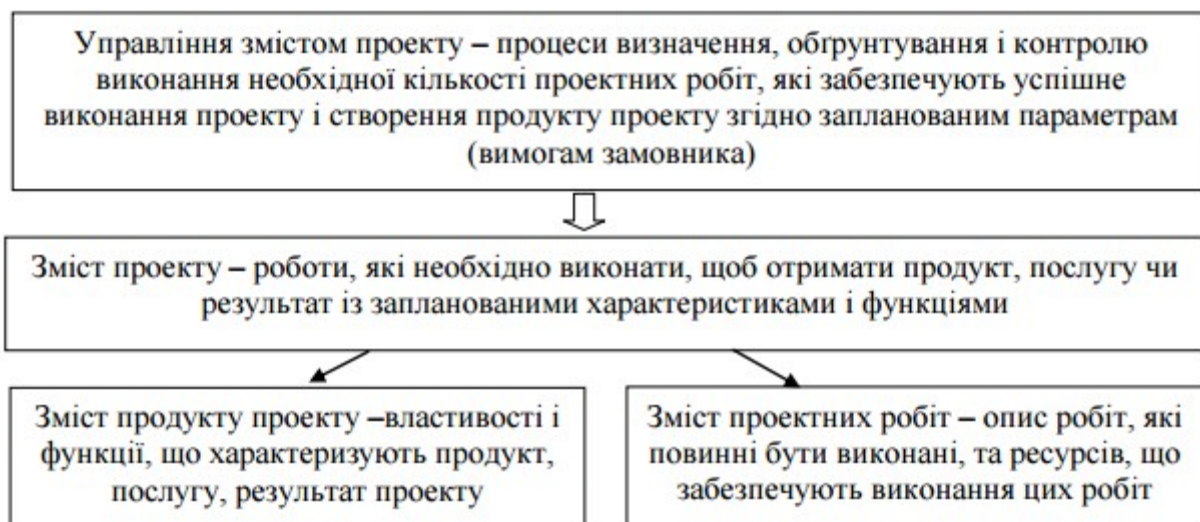 Управління змістом проекту – процеси визначення, обґрунтування і контролю
виконання необхідної кількості проектних робіт, які забезпечують успішне
виконання проекту і створення продукту проекту згідно запланованим параметрам
(вимогам замовника)
Зміст проекту – роботи, які необхідно виконати, щоб отримати продукт, послугу чи
результат із запланованими характеристиками і функціями
Зміст продукту проекту –властивості і
функції, що характеризують продукт,
послугу, результат проекту
Зміст проектних робіт – опис робіт, які
повинні бути виконані, та ресурсів, що
забезпечують виконання цих робіт